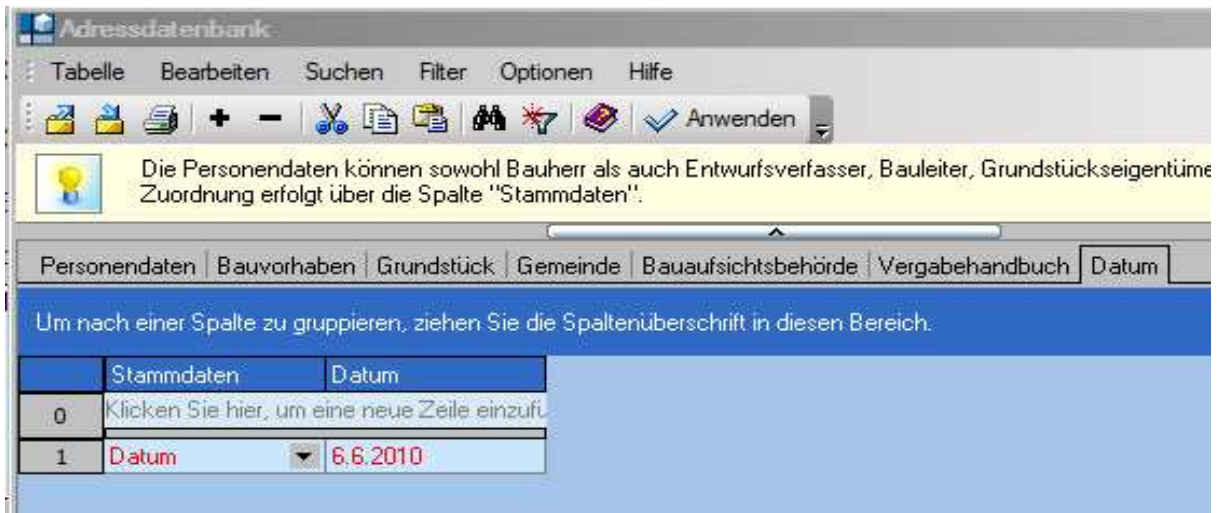 Adressdatenbank
Tabelle Bearbeiten Suchen Filter Optionen Hilfe
Anwenden
Die Personendaten können sowohl Bauherr als auch Entwurfsverfasser, Bauleiter, Grundstückseigentüme
Zuordnung erfolgt über die Spalte "Stammdaten".
Personendaten Bauvorhaben Grundstück Gemeinde Bauaufsichtsbehörde Vergabehandbuch Datum
Um nach einer Spalte zu gruppieren, ziehen Sie die Spaltenüberschrift in diesen Bereich.
Stammdaten Datum
0 Klicken Sie hier, um eine neue Zeile einzufü
1 Datum 6.6.2010